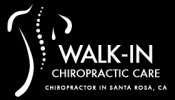 WALK-IN
CHIROPRACTIC CARE
CHIROPRACTOR IN SANTA ROSA, CA